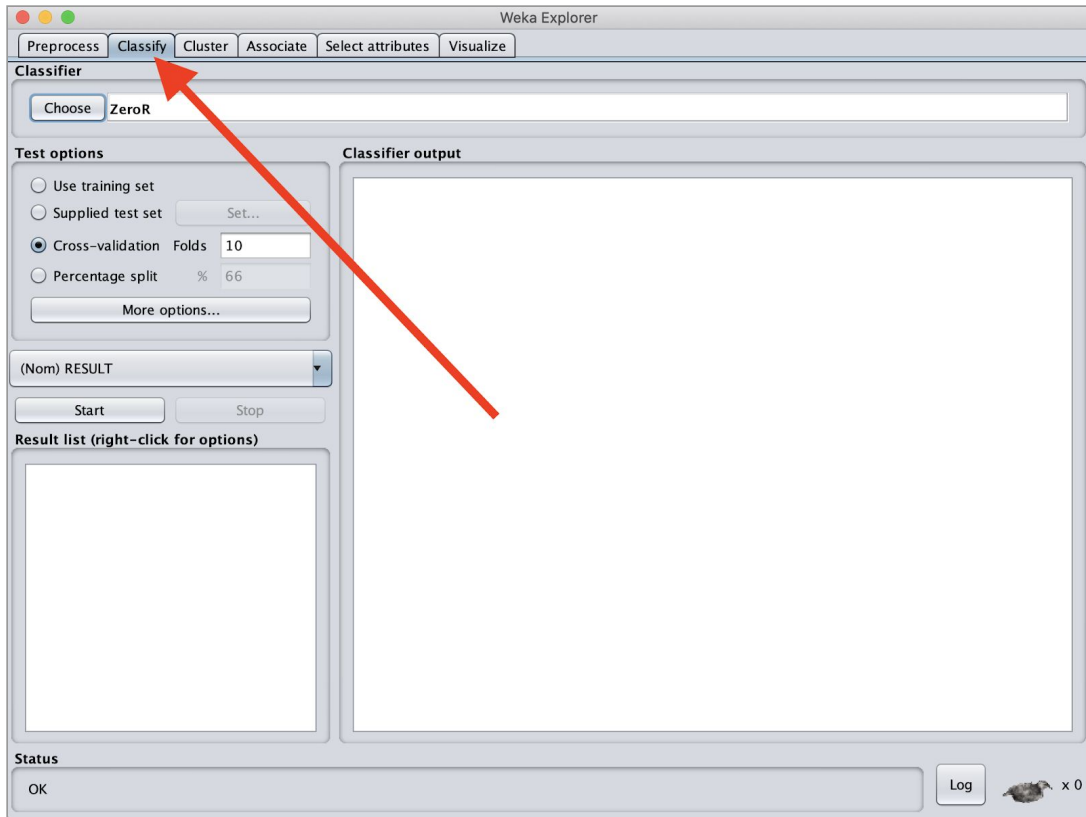 Weka Explorer
Preprocess Classify Cluster Associate Select attributes Visualize
Classifier
Choose ZeroR
Test options
Use training set
Supplied test set Set...
Cross-validation Folds 10
Percentage split % 66
More options...
(Nom) RESULT
Start Stop
Result list (right-click for options)
Classifier output
Status
OK
Log x 0